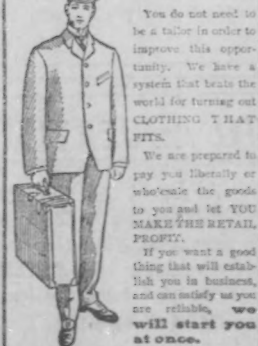 You do not need to
be a tailor in order to
improve this oppor-
tunity. We have a
system that beats the
world for turning out
CLOTHING THAT
FITS.
We are prepared to
pay you liberally or
wholesale the goods
to you and let YOU
MAKE THE RETAIL
PROFIT.
If you want a good
thing that will estab-
lish you in business,
and can satisfy us you
are reliable, we
will start you
at once.